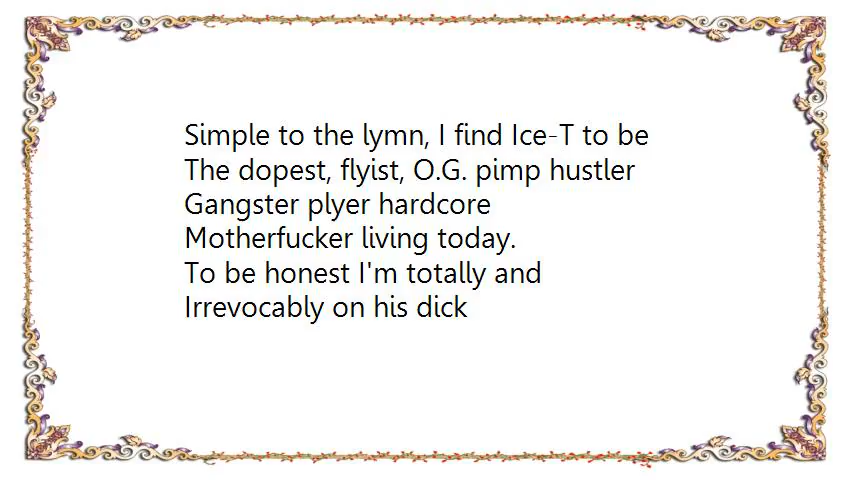 Simple to the lymn, I find Ice-T to be
The dopest, flyist, O.G. pimp hustler
Gangster plyer hardcore
Motherfucker living today.
To be honest I'm totally and
Irrevocably on his dick